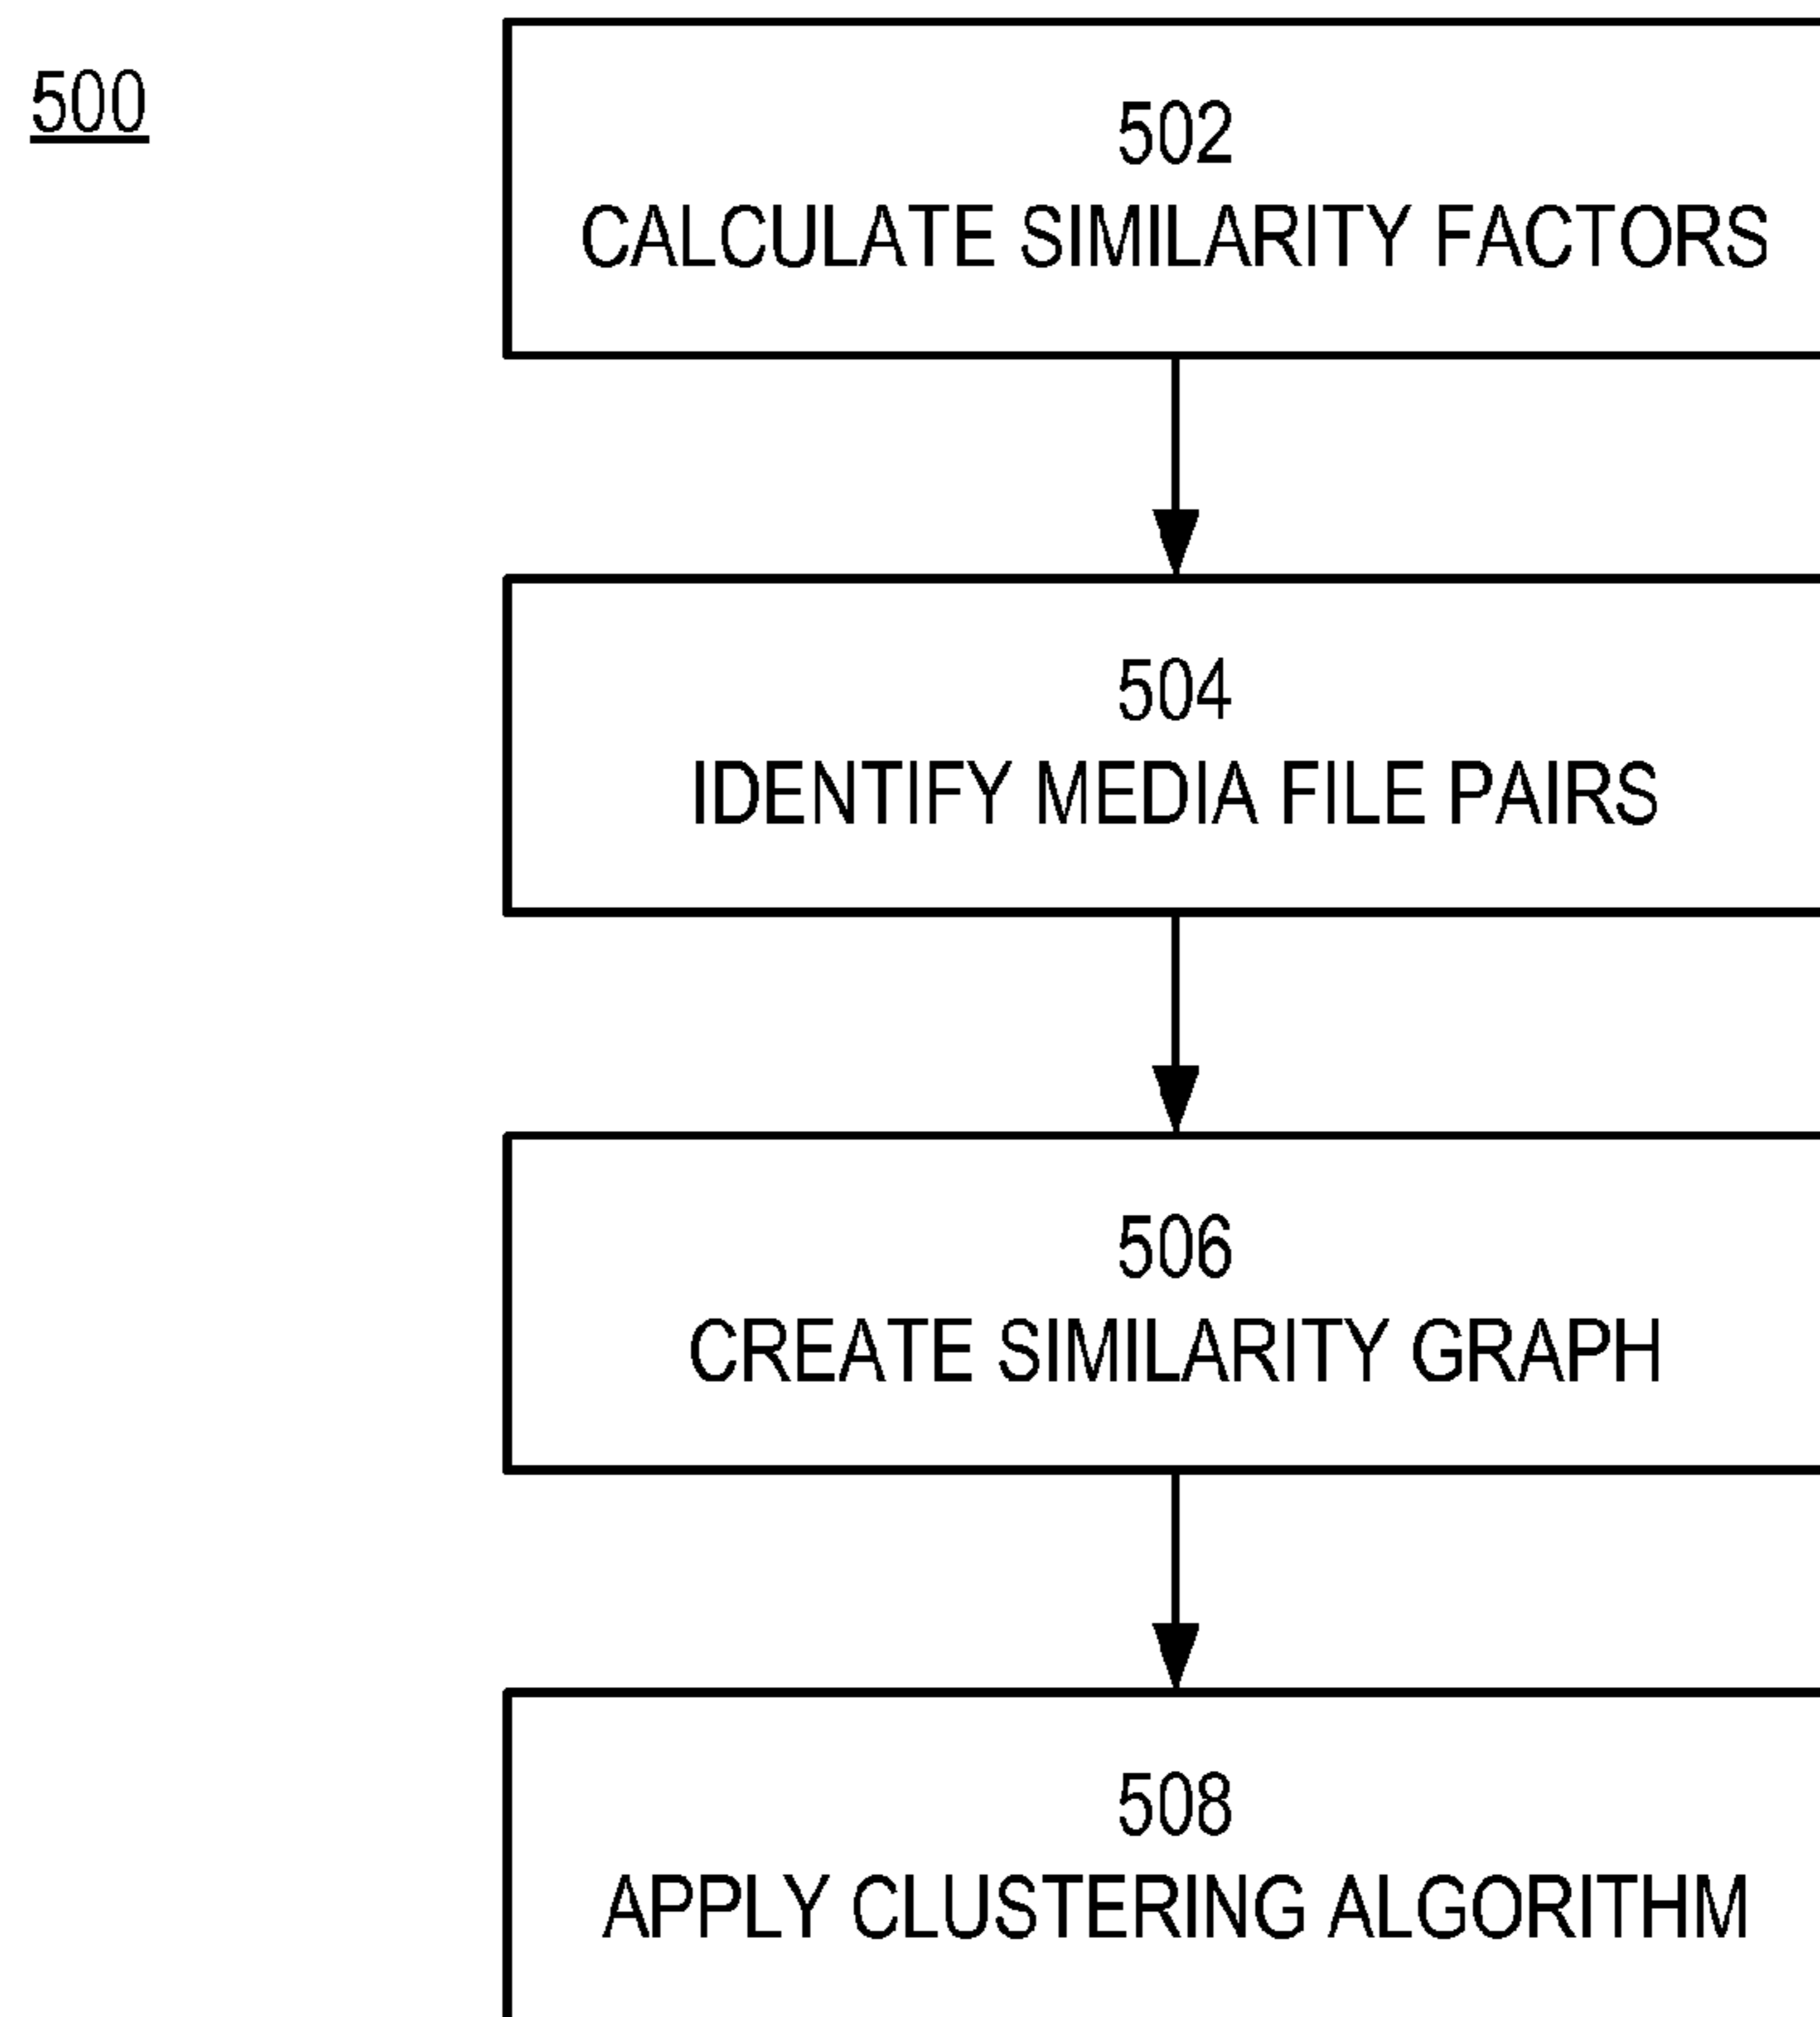 500
502
CALCULATE SIMILARITY FACTORS
504
IDENTIFY MEDIA FILE PAIRS
506
CREATE SIMILARITY GRAPH
508
APPLY CLUSTERING ALGORITHM